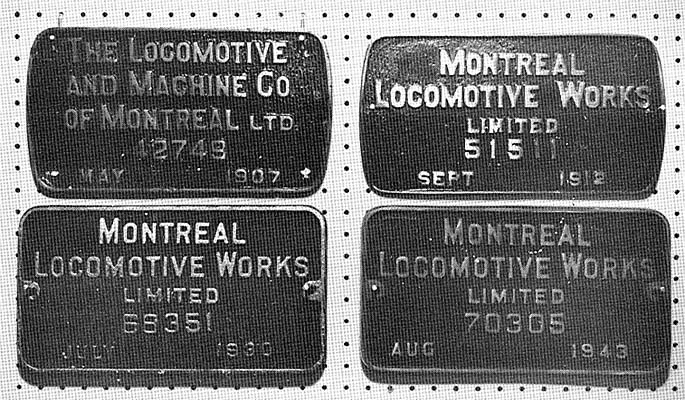 THE LOCOMOTIVE
AND MACHINE CO
OF MONTREAL LTD.
42749
MAY 1907
MONTREAL
LOCOMOTIVE WORKS
LIMITED
51511
SEPT 1912
MONTREAL
LOCOMOTIVE WORKS
LIMITED
68351
JULY 1930
MONTREAL
LOCOMOTIVE WORKS
LIMITED
70305
AUG 1943